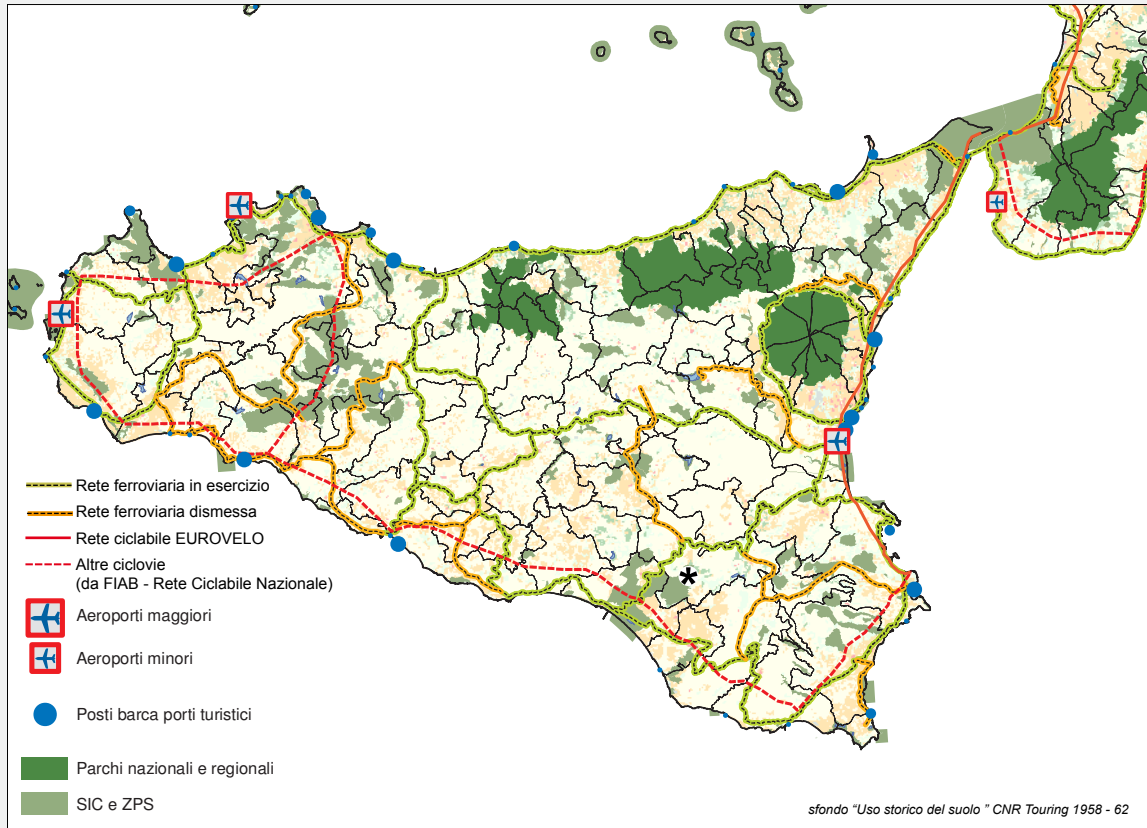 Rete ferroviaria in esercizio
Rete ferroviaria dismessa
Rete ciclabile EUROVELO
Altre ciclovie
(da FIAB - Rete Ciclabile Nazionale)
Aeroporti maggiori
Aeroporti minori
Posti barca porti turistici
Parchi nazionali e regionali
SIC e ZPS
*
sfondo “Uso storico del suolo ” CNR Touring 1958 - 62